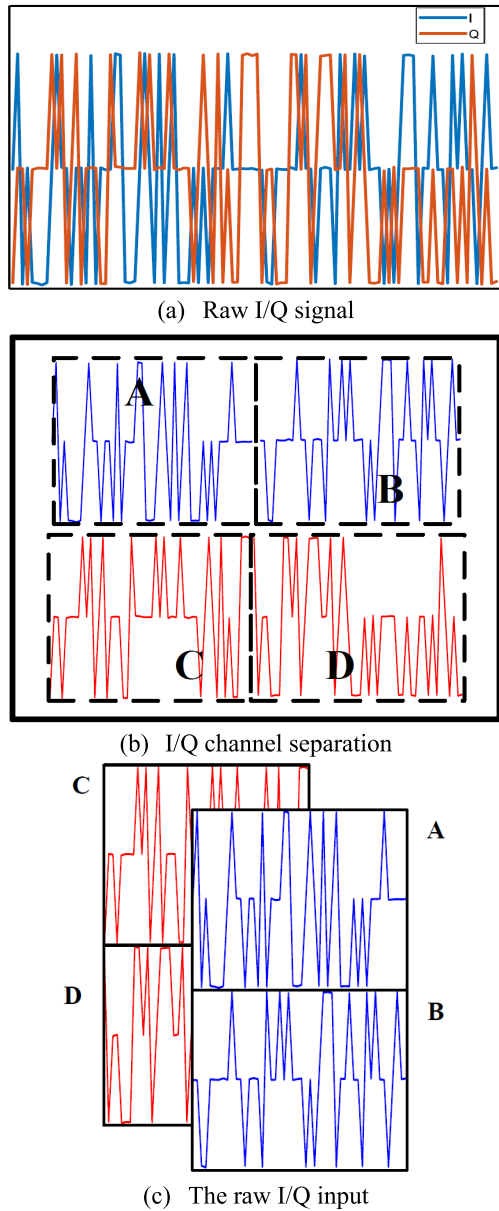 I
Q
(a) Raw I/Q signal
A
B
C
D
(b) I/Q channel separation
C
A
D
B
(c) The raw I/Q input